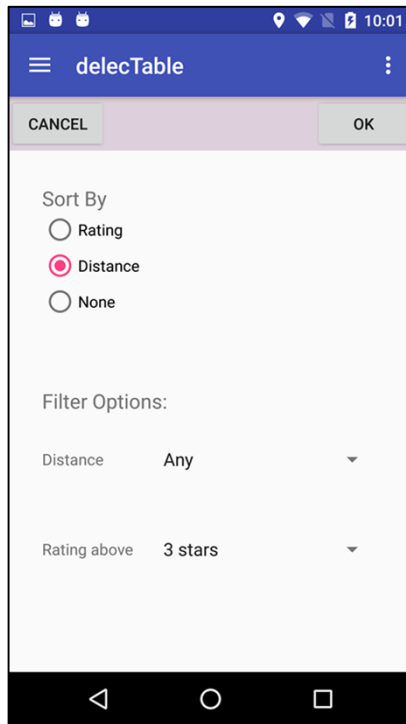 10:01
delecTable
CANCEL OK
Sort By
Rating
Distance
None
Filter Options:
Distance Any
Rating above 3 stars